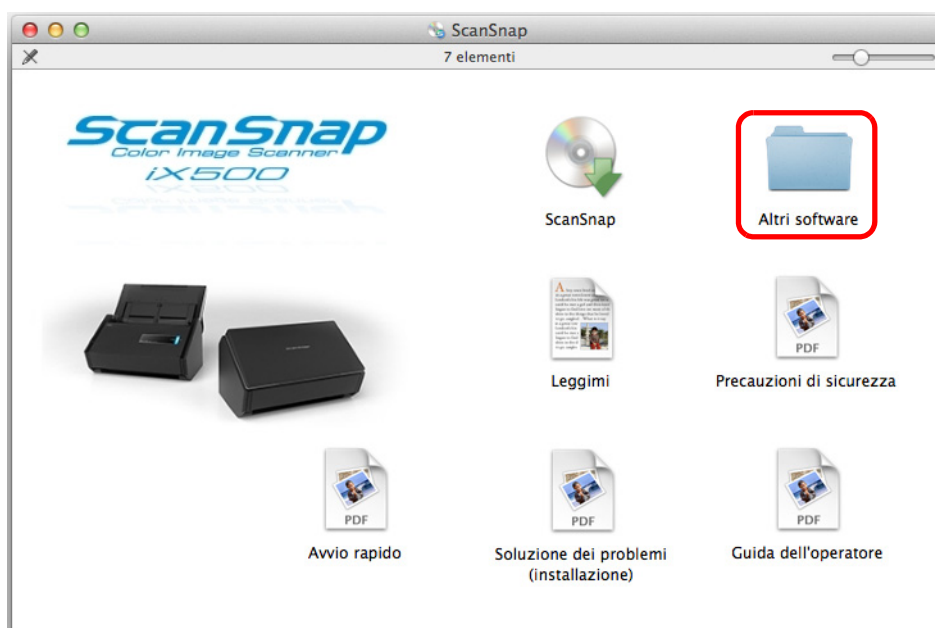 ScanSnap
7 elementi
ScanSnap
Color Image Scanner
iX500
ScanSnap
Altri software
Leggimi
PDF
Precauzioni di sicurezza
PDF
Avvio rapido
PDF
Soluzione dei problemi
(installazione)
PDF
Guida dell'operatore